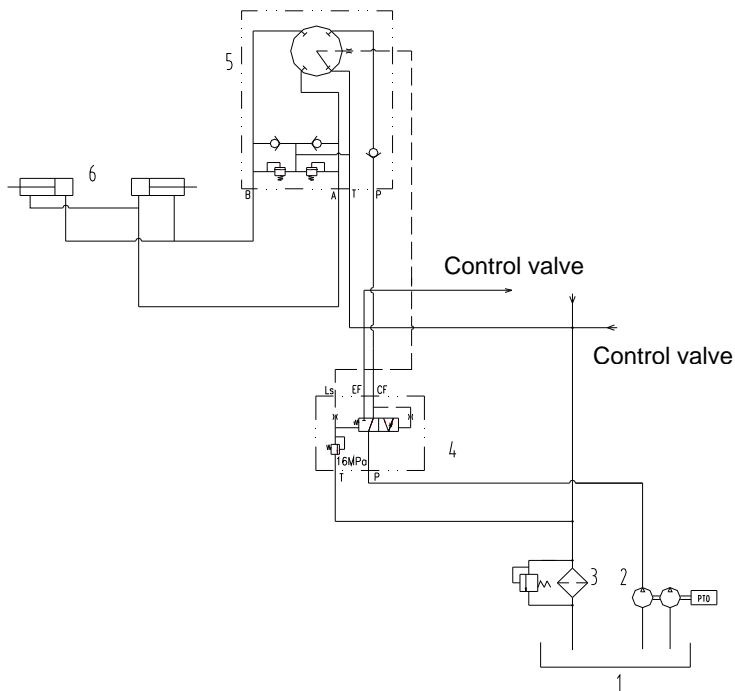 5
6
B
A
T
P
Control valve
Control valve
Ls
EF
CF
16MPa
4
T
P
3
2
PTO
1